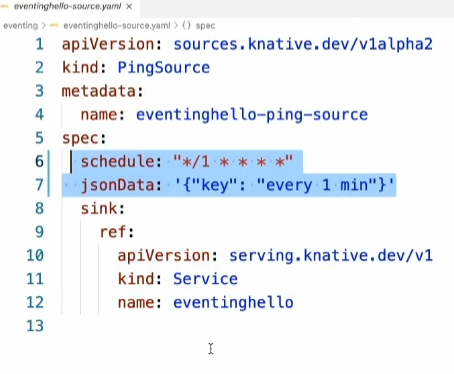 eventinghello-source.yaml ×
eventing > eventinghello-source.yaml > {} spec
1 apiVersion: sources.knative.dev/v1alpha2
2 kind: PingSource
3 metadata:
4   name: eventinghello-ping-source
5 spec:
6   schedule: "*/1 * * * *"
7   jsonData: '{"key": "every 1 min"}'
8   sink:
9     ref:
10       apiVersion: serving.knative.dev/v1
11       kind: Service
12       name: eventinghello
13